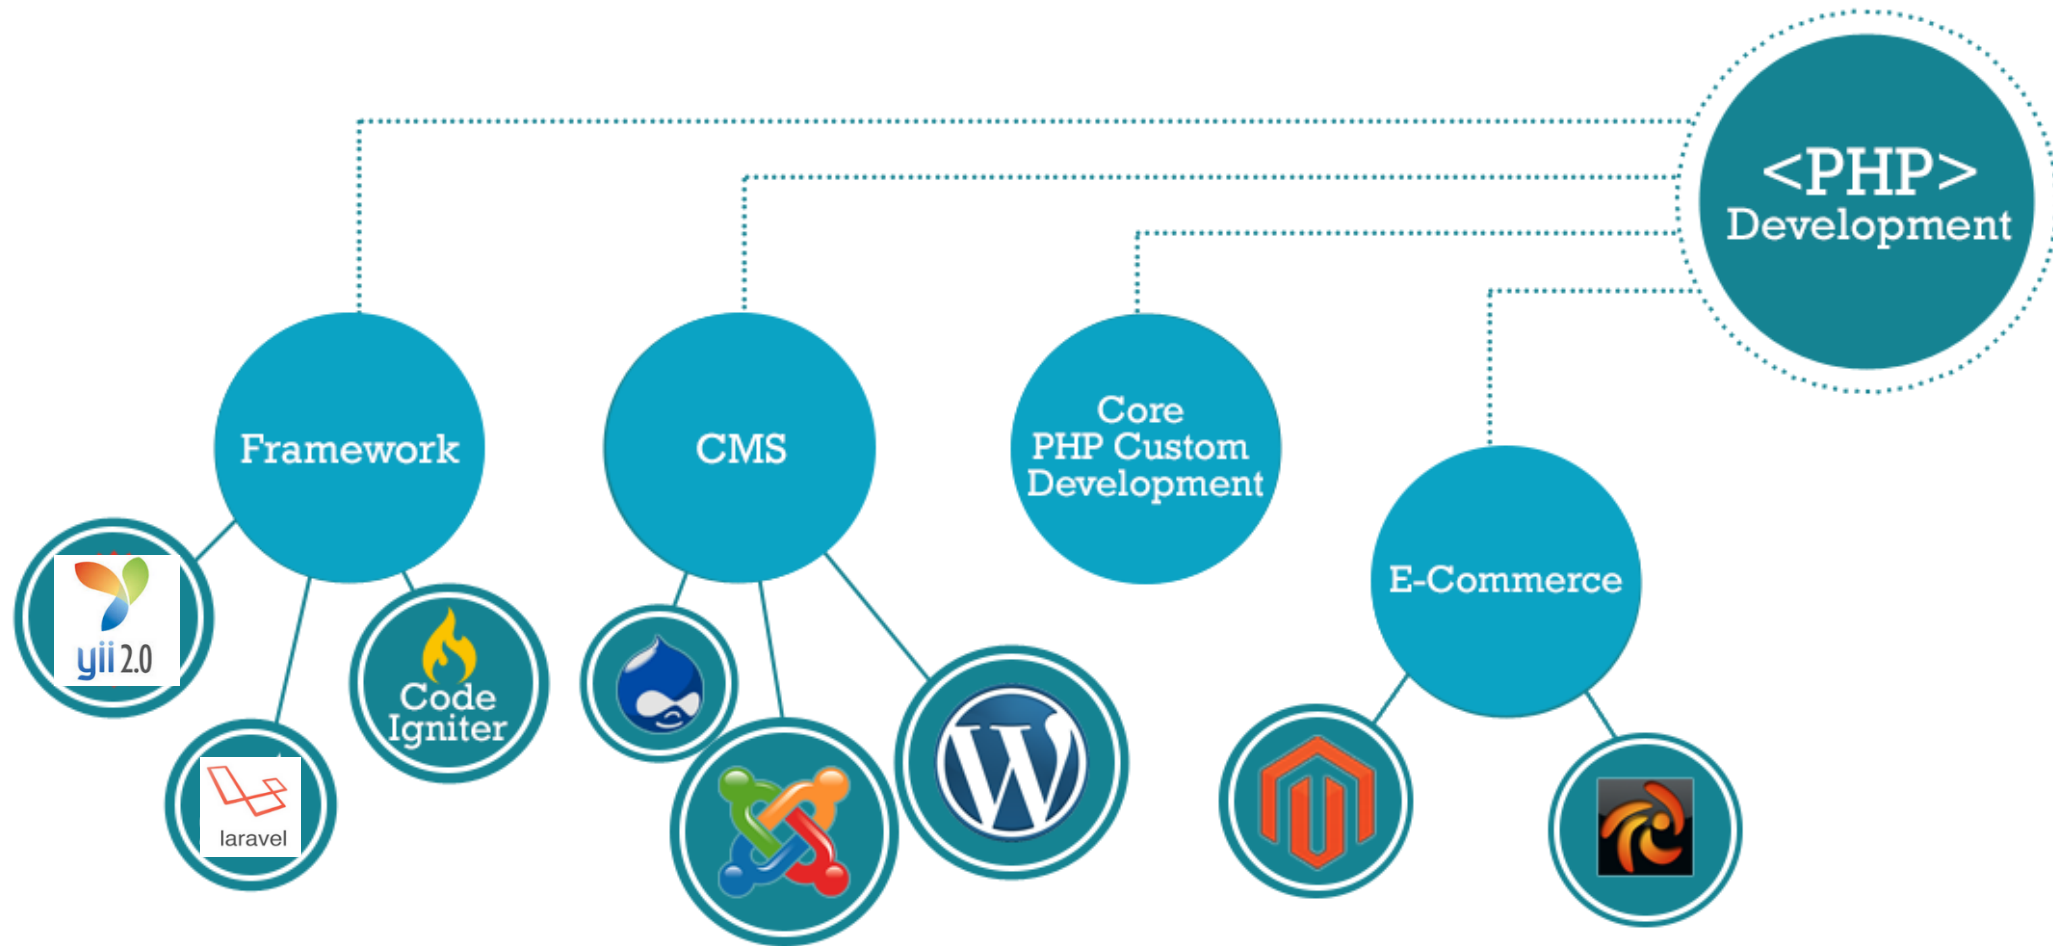 <PHP>
Development
Framework
CMS
Core
PHP Custom
Development
E-Commerce
yii 2.0
laravel
Code
Igniter